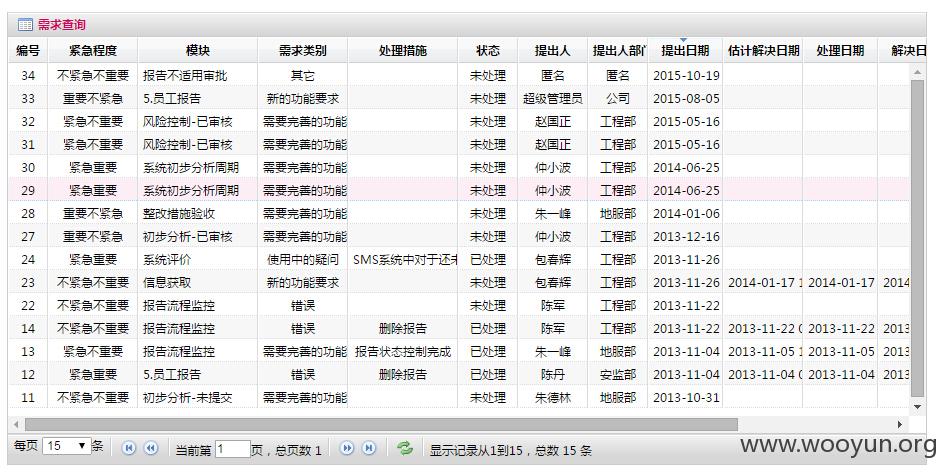 需求查询
编号 紧急程度 模块 需求类别 处理措施 状态 提出人 提出人部门 提出日期 估计解决日期 处理日期 解决日
34 不紧急不重要 报告不适用审批 其它 未处理 匿名 匿名 2015-10-19
33 重要不紧急 5.员工报告 新的功能要求 未处理 超级管理员 公司 2015-08-05
32 紧急不重要 风险控制-已审核 需要完善的功能 未处理 赵国正 工程部 2015-05-16
31 紧急不重要 风险控制-已审核 需要完善的功能 未处理 赵国正 工程部 2015-05-16
30 紧急重要 系统初步分析周期 需要完善的功能 未处理 仲小波 工程部 2014-06-25
29 紧急重要 系统初步分析周期 需要完善的功能 未处理 仲小波 工程部 2014-06-25
28 重要不紧急 整改措施验收 需要完善的功能 未处理 朱一峰 地服部 2014-01-06
27 重要不紧急 初步分析-已审核 需要完善的功能 未处理 仲小波 工程部 2013-12-16
24 紧急重要 系统评价 使用中的疑问 SMS系统中对于还未 已处理 包春辉 工程部 2013-11-26
23 不紧急不重要 信息获取 新的功能要求 已处理 包春辉 工程部 2013-11-26 2014-01-17 1 2014-01-17 2014
22 不紧急不重要 报告流程监控 错误 未处理 陈军 工程部 2013-11-22
14 不紧急不重要 报告流程监控 错误 删除报告 已处理 陈军 工程部 2013-11-22 2013-11-22 0 2013-11-22 2013
13 紧急不重要 报告流程监控 需要完善的功能 报告状态控制完成 已处理 朱一峰 地服部 2013-11-04 2013-11-05 1 2013-11-05 2013
12 紧急重要 5.员工报告 错误 删除报告 已处理 陈丹 安监部 2013-11-04 2013-11-04 0 2013-11-04 2013
11 不紧急不重要 初步分析-未提交 需要完善的功能 未处理 朱德林 地服部 2013-10-31
每页 15 条 当前第 1 页, 总页数 1 显示记录从1到15，总数 15 条
www.wooyun.org